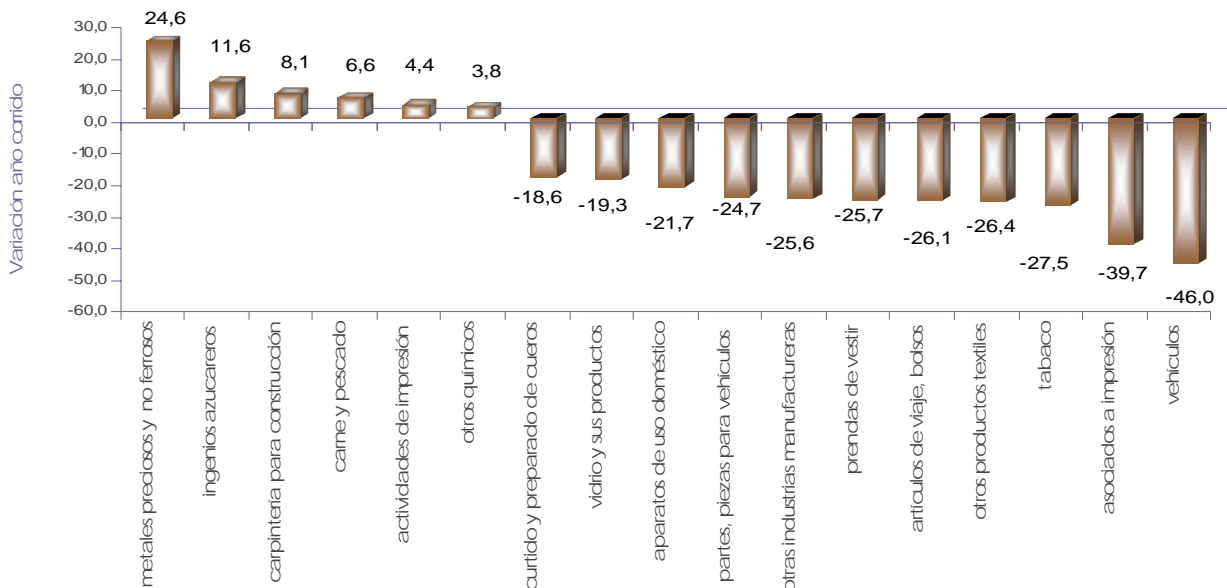 Variación año corrido
30,0
20,0
10,0
0,0
-10,0
-20,0
-30,0
-40,0
-50,0
-60,0
24,6
11,6
8,1
6,6
4,4
3,8
-18,6
-19,3
-21,7
-24,7
-25,6
-25,7
-26,1
-26,4
-27,5
-39,7
-46,0
metales preciosos y no ferrosos
ingenios azucareros
carpintería para construcción
carne y pescado
actividades de impresión
otros químicos
curtido y preparado de cueros
vidrio y sus productos
aparatos de uso doméstico
partes, piezas para vehículos
otras industrias manufactureras
prendas de vestir
artículos de viaje, bolsos
otros productos textiles
tabaco
asociados a impresión
vehículos